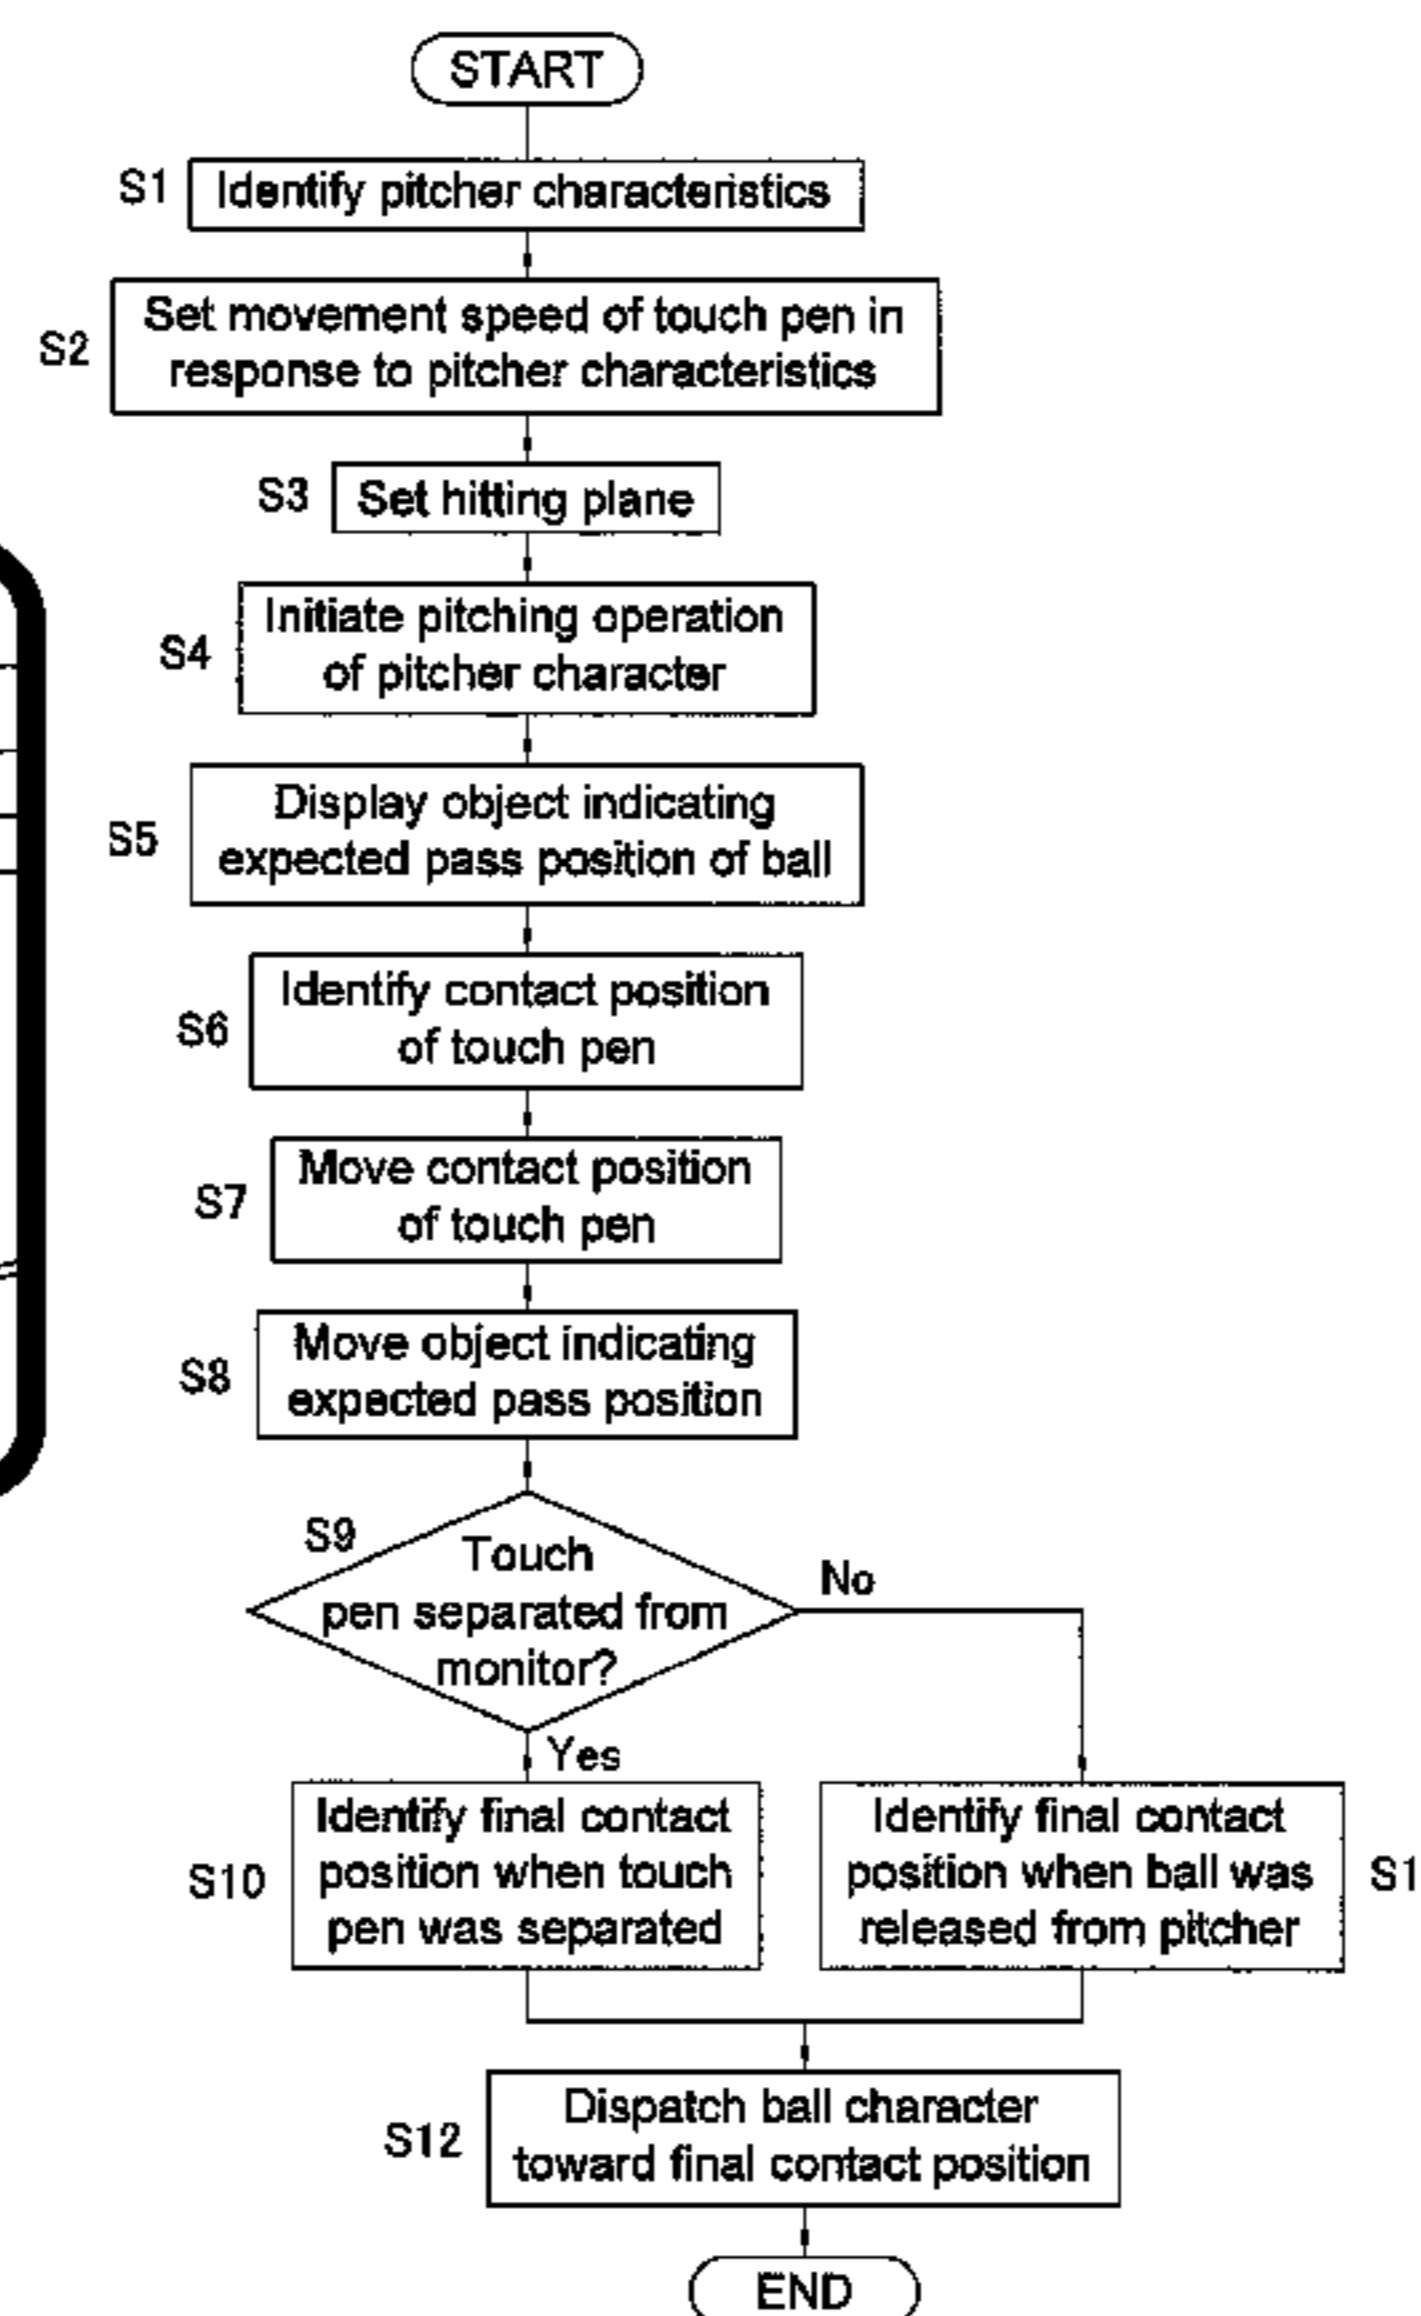 START
S1
Identify pitcher characteristics
S2
Set movement speed of touch pen in
response to pitcher characteristics
S3
Set hitting plane
S4
Initiate pitching operation
of pitcher character
S5
Display object indicating
expected pass position of ball
S6
Identify contact position
of touch pen
S7
Move contact position
of touch pen
S8
Move object indicating
expected pass position
S9
Touch
pen separated from
monitor?
No
Yes
S10
Identify final contact
position when touch
pen was separated
Identify final contact
position when ball was
released from pitcher
S1
S12
Dispatch ball character
toward final contact position
END